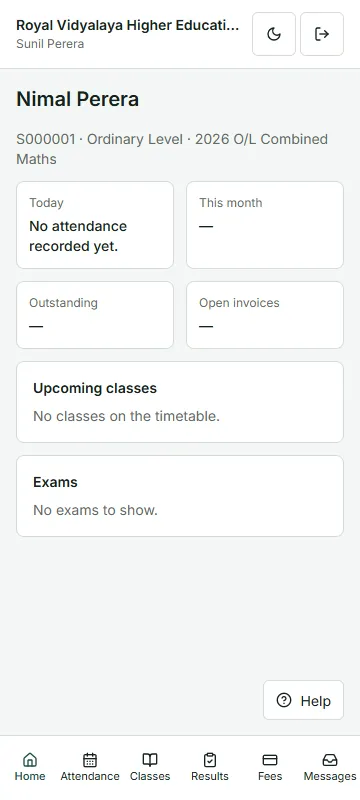 Royal Vidyalaya Higher Educati...
Sunil Perera
Nimal Perera
S000001 · Ordinary Level · 2026 O/L Combined
Maths
Today
No attendance
recorded yet.
This month
—
Outstanding
—
Open invoices
—
Upcoming classes
No classes on the timetable.
Exams
No exams to show.
Help
Home
Attendance
Classes
Results
Fees
Messages